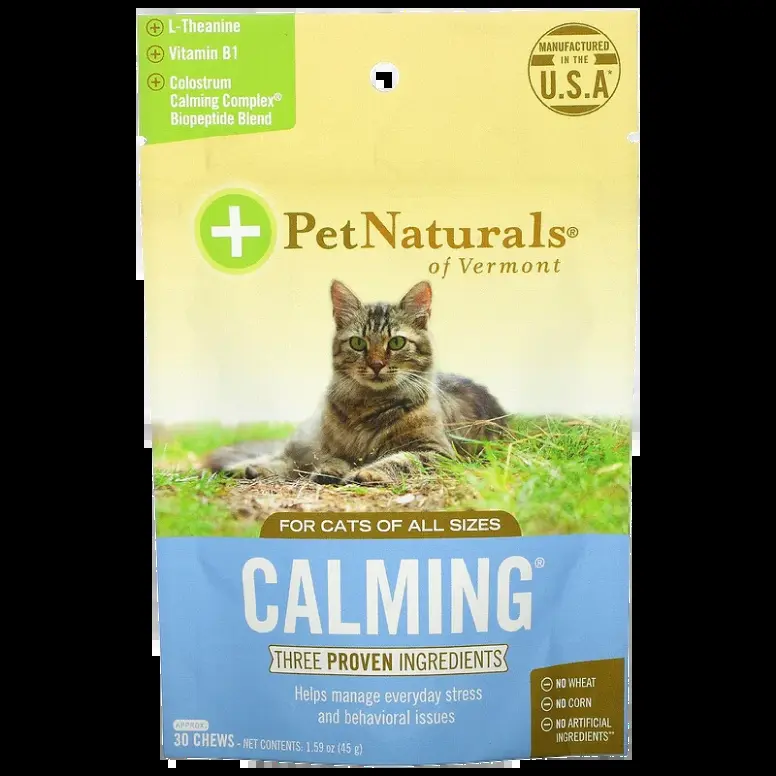 L-Theanine
Vitamin B1
Colostrum
Calming Complex®
Biopeptide Blend
MANUFACTURED
IN THE
U.S.A*
PetNaturals®
of Vermont
FOR CATS OF ALL SIZES
CALMING®
THREE PROVEN INGREDIENTS
Helps manage everyday stress
and behavioral issues
APPROX.
30 CHEWS - NET CONTENTS: 1.59 oz (45 g)
NO WHEAT
NO CORN
NO ARTIFICIAL
INGREDIENTS**